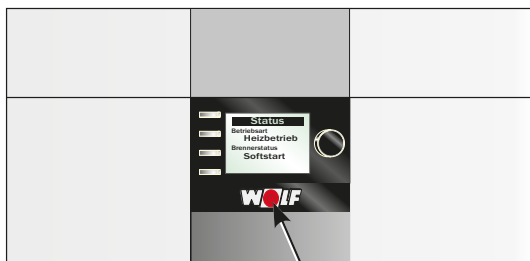 Status
Betriebsart
Heizbetrieb
Brennerstatus
Softstart
WOLF